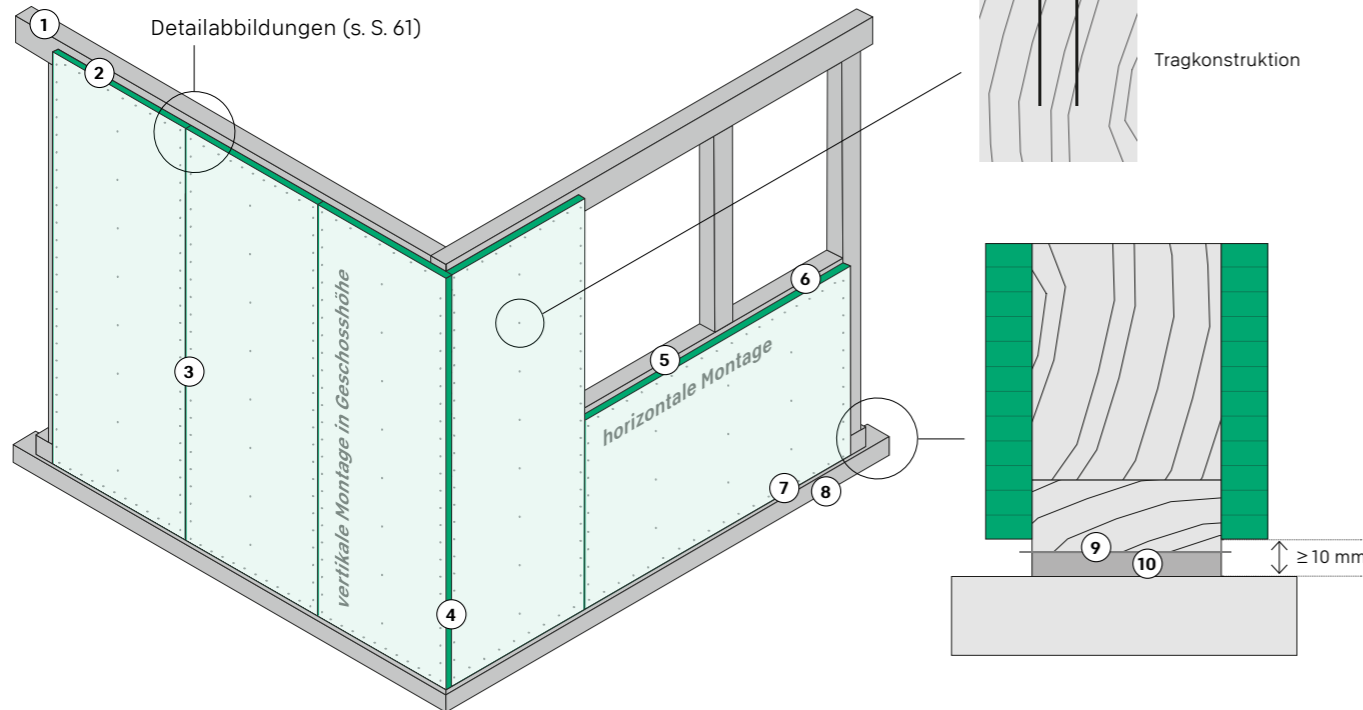 Detailabbildungen (s. S. 61)
Tragkonstruktion
1
2
3
4
5
6
7
8
vertikale Montage in Geschosshöhe
horizontale Montage
9
10
≥ 10 mm